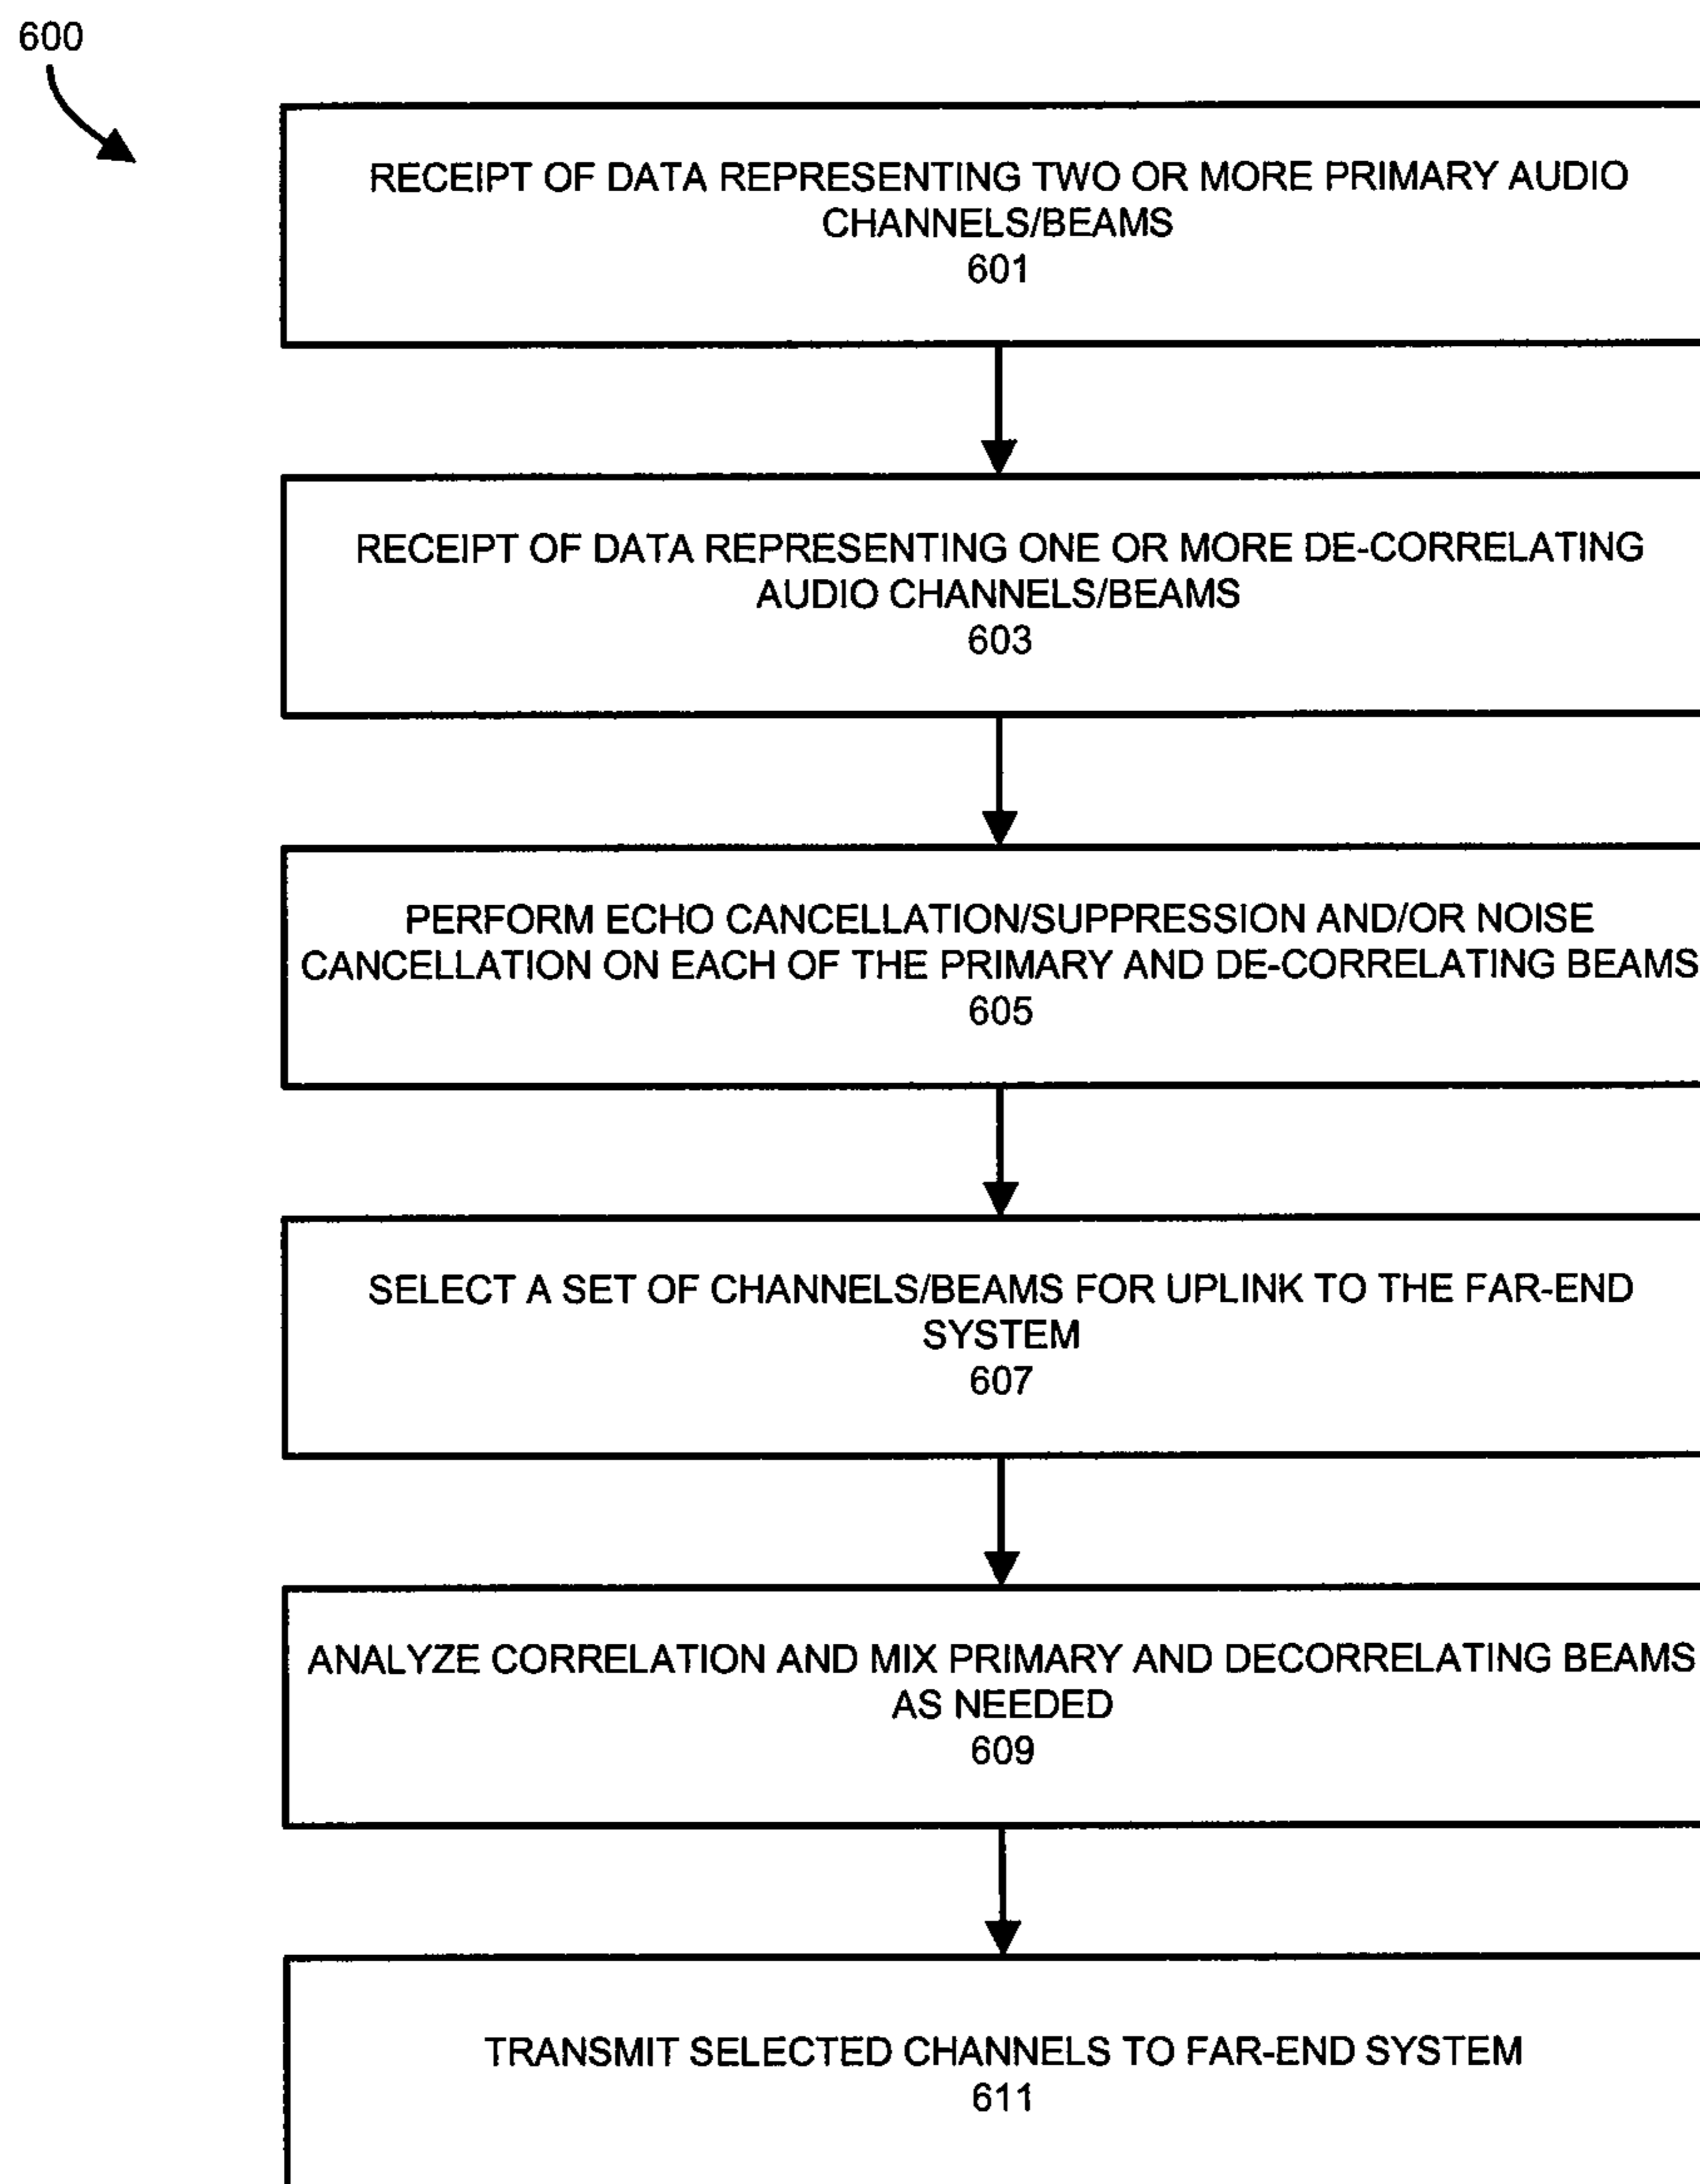 600
RECEIPT OF DATA REPRESENTING TWO OR MORE PRIMARY AUDIO
CHANNELS/BEAMS
601
RECEIPT OF DATA REPRESENTING ONE OR MORE DE-CORRELATING
AUDIO CHANNELS/BEAMS
603
PERFORM ECHO CANCELLATION/SUPPRESSION AND/OR NOISE
CANCELLATION ON EACH OF THE PRIMARY AND DE-CORRELATING BEAMS
605
SELECT A SET OF CHANNELS/BEAMS FOR UPLINK TO THE FAR-END
SYSTEM
607
ANALYZE CORRELATION AND MIX PRIMARY AND DECORRELATING BEAMS
AS NEEDED
609
TRANSMIT SELECTED CHANNELS TO FAR-END SYSTEM
611